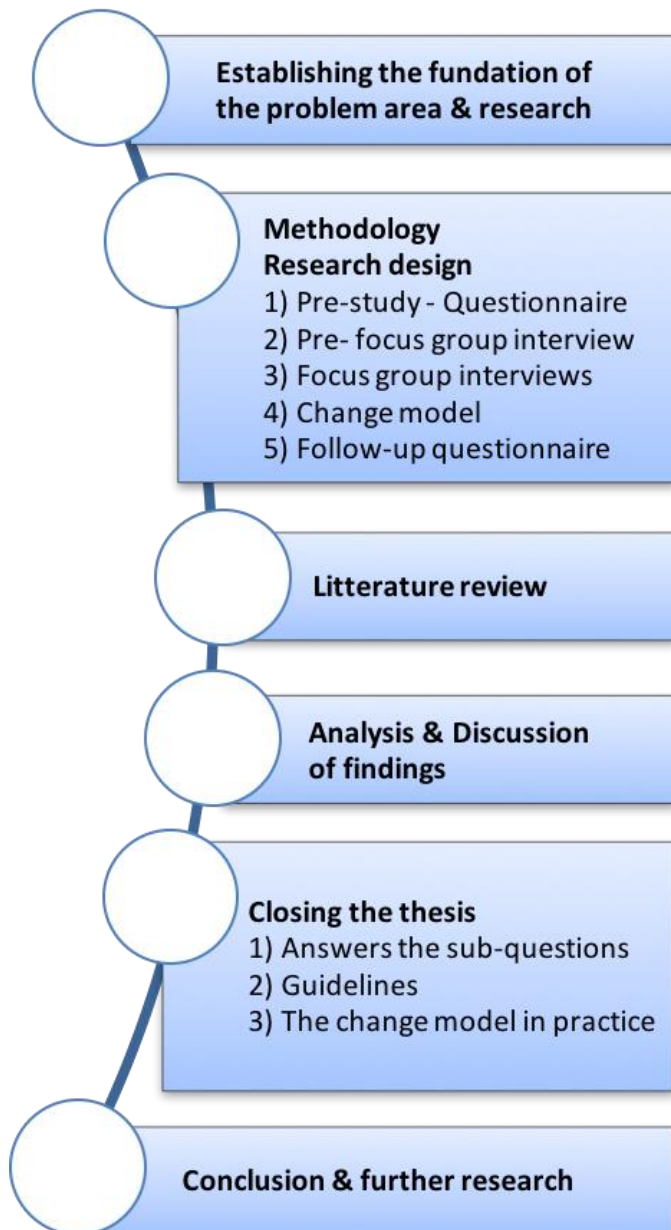 Establishing the fundation of
the problem area & research
Methodology
Research design
1) Pre-study - Questionnaire
2) Pre- focus group interview
3) Focus group interviews
4) Change model
5) Follow-up questionnaire
Litterature review
Analysis & Discussion
of findings
Closing the thesis
1) Answers the sub-questions
2) Guidelines
3) The change model in practice
Conclusion & further research